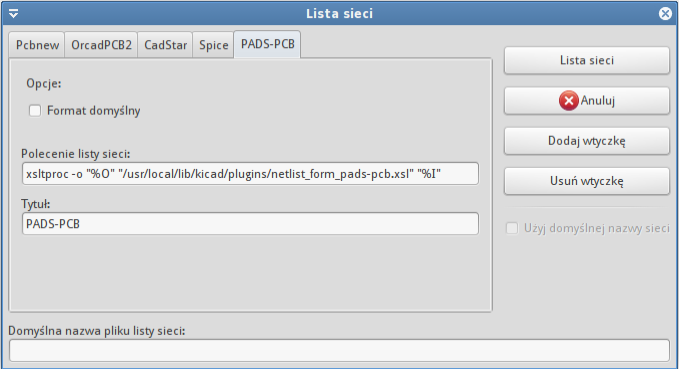 Lista sieci
Pcbnew OrcadPCB2 CadStar Spice PADS-PCB
Lista sieci
Opcje:
Format domyślny
Anuluj
Dodaj wtyczkę
Polecenie listy sieci:
xsltproc -o "%O" "/usr/local/lib/kicad/plugins/netlist_form_pads-pcb.xsl" "%I"
Usuń wtyczkę
Tytuł:
PADS-PCB
Użyj domyślnej nazwy sieci
Domyślna nazwa pliku listy sieci: